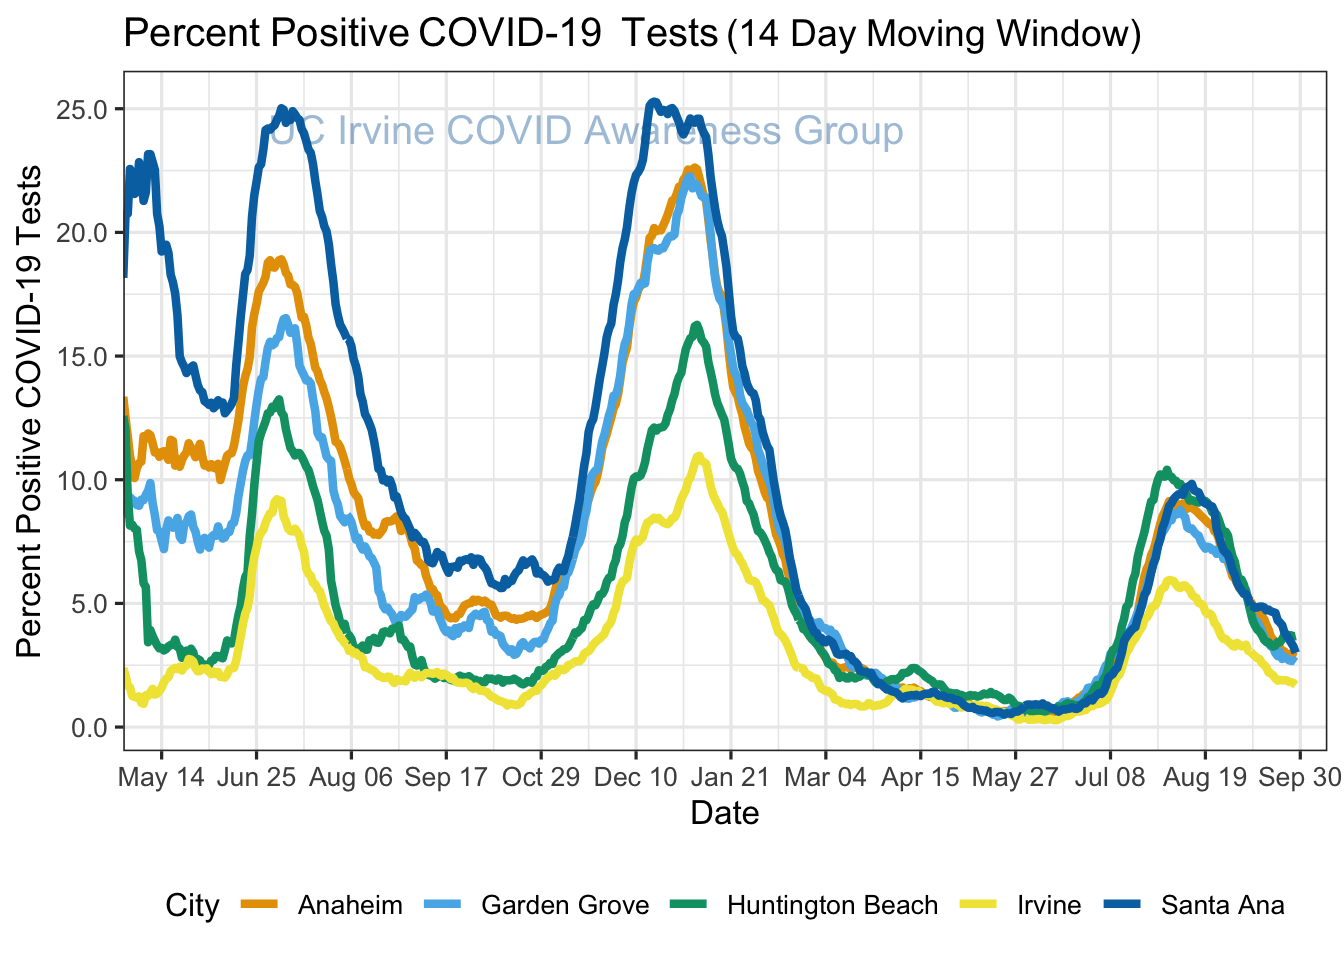 Percent Positive COVID-19 Tests (14 Day Moving Window)
UC Irvine COVID Awareness Group
Percent Positive COVID-19 Tests
25.0
20.0
15.0
10.0
5.0
0.0
May 14 Jun 25 Aug 06 Sep 17 Oct 29 Dec 10 Jan 21 Mar 04 Apr 15 May 27 Jul 08 Aug 19 Sep 30
Date
City Anaheim Garden Grove Huntington Beach Irvine Santa Ana